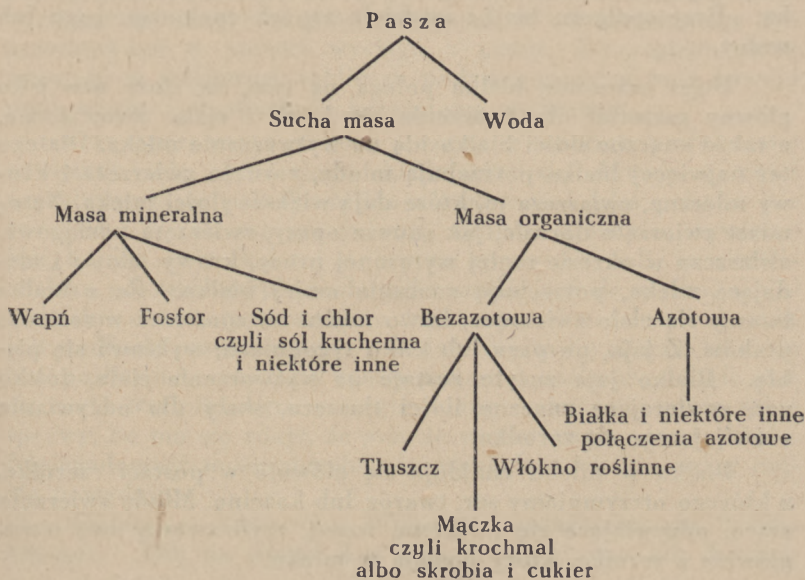 Pasza
Sucha masa
Woda
Masa mineralna
Masa organiczna
Wapń
Fosfor
Sód i chlor
czyli sól kuchenna
i niektóre inne
Bezazotowa
Azotowa
Białka i niektóre inne
połączenia azotowe
Tłuszcz
Włókno roślinne
Mączka
czyli krochmal
albo skrobia i cukier